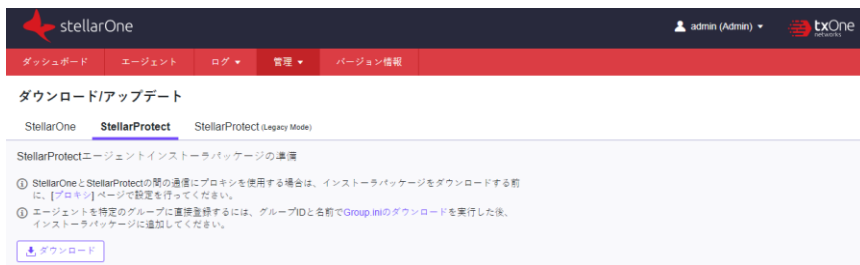 stellarOne
admin (Admin)
txOne
networks
ダッシュボード エージェント ログ 管理 バージョン情報
ダウンロード/アップデート
StellarOne StellarProtect StellarProtect (Legacy Mode)
StellarProtectエージェントインストーラパッケージの準備
StellarOneとStellarProtectの間の通信にプロキシを使用する場合は、インストーラパッケージをダウンロードする前
に、[プロキシ] ページで設定を行ってください。
エージェントを特定のグループに直接登録するには、グループIDと名前でGroup.iniのダウンロードを実行した後、
インストーラパッケージに追加してください。
ダウンロード